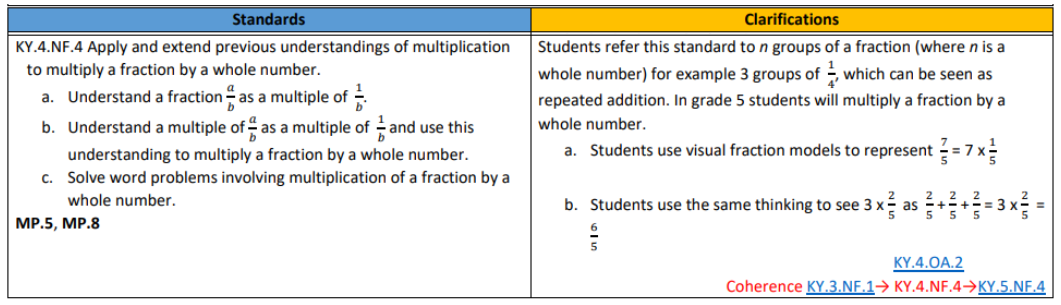 Standards
Clarifications
KY.4.NF.4 Apply and extend previous understandings of multiplication
to multiply a fraction by a whole number.
a. Understand a fraction a/b as a multiple of 1/b.
b. Understand a multiple of a/b as a multiple of 1/b and use this
understanding to multiply a fraction by a whole number.
c. Solve word problems involving multiplication of a fraction by a
whole number.
MP.5, MP.8
Students refer this standard to n groups of a fraction (where n is a
whole number) for example 3 groups of 1/4, which can be seen as
repeated addition. In grade 5 students will multiply a fraction by a
whole number.
a. Students use visual fraction models to represent 7/5 = 7 x 1/5
b. Students use the same thinking to see 3 x 2/5 as 2/5 + 2/5 + 2/5 = 3 x 2/5 =
6/5
KY.4.OA.2
Coherence KY.3.NF.1→ KY.4.NF.4→KY.5.NF.4